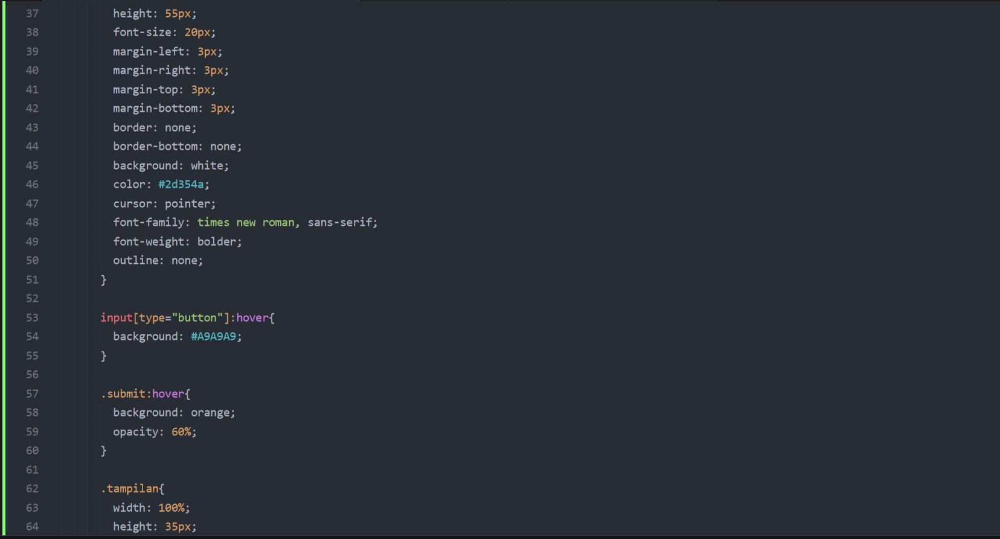 37 height: 55px;
38 font-size: 20px;
39 margin-left: 3px;
40 margin-right: 3px;
41 margin-top: 3px;
42 margin-bottom: 3px;
43 border: none;
44 border-bottom: none;
45 background: white;
46 color: #2d354a;
47 cursor: pointer;
48 font-family: times new roman, sans-serif;
49 font-weight: bolder;
50 outline: none;
51 }
52
53 input[type="button"]:hover{
54 background: #A9A9A9;
55 }
56
57 .submit:hover{
58 background: orange;
59 opacity: 60%;
60 }
61
62 .tampilan{
63 width: 100%;
64 height: 35px;